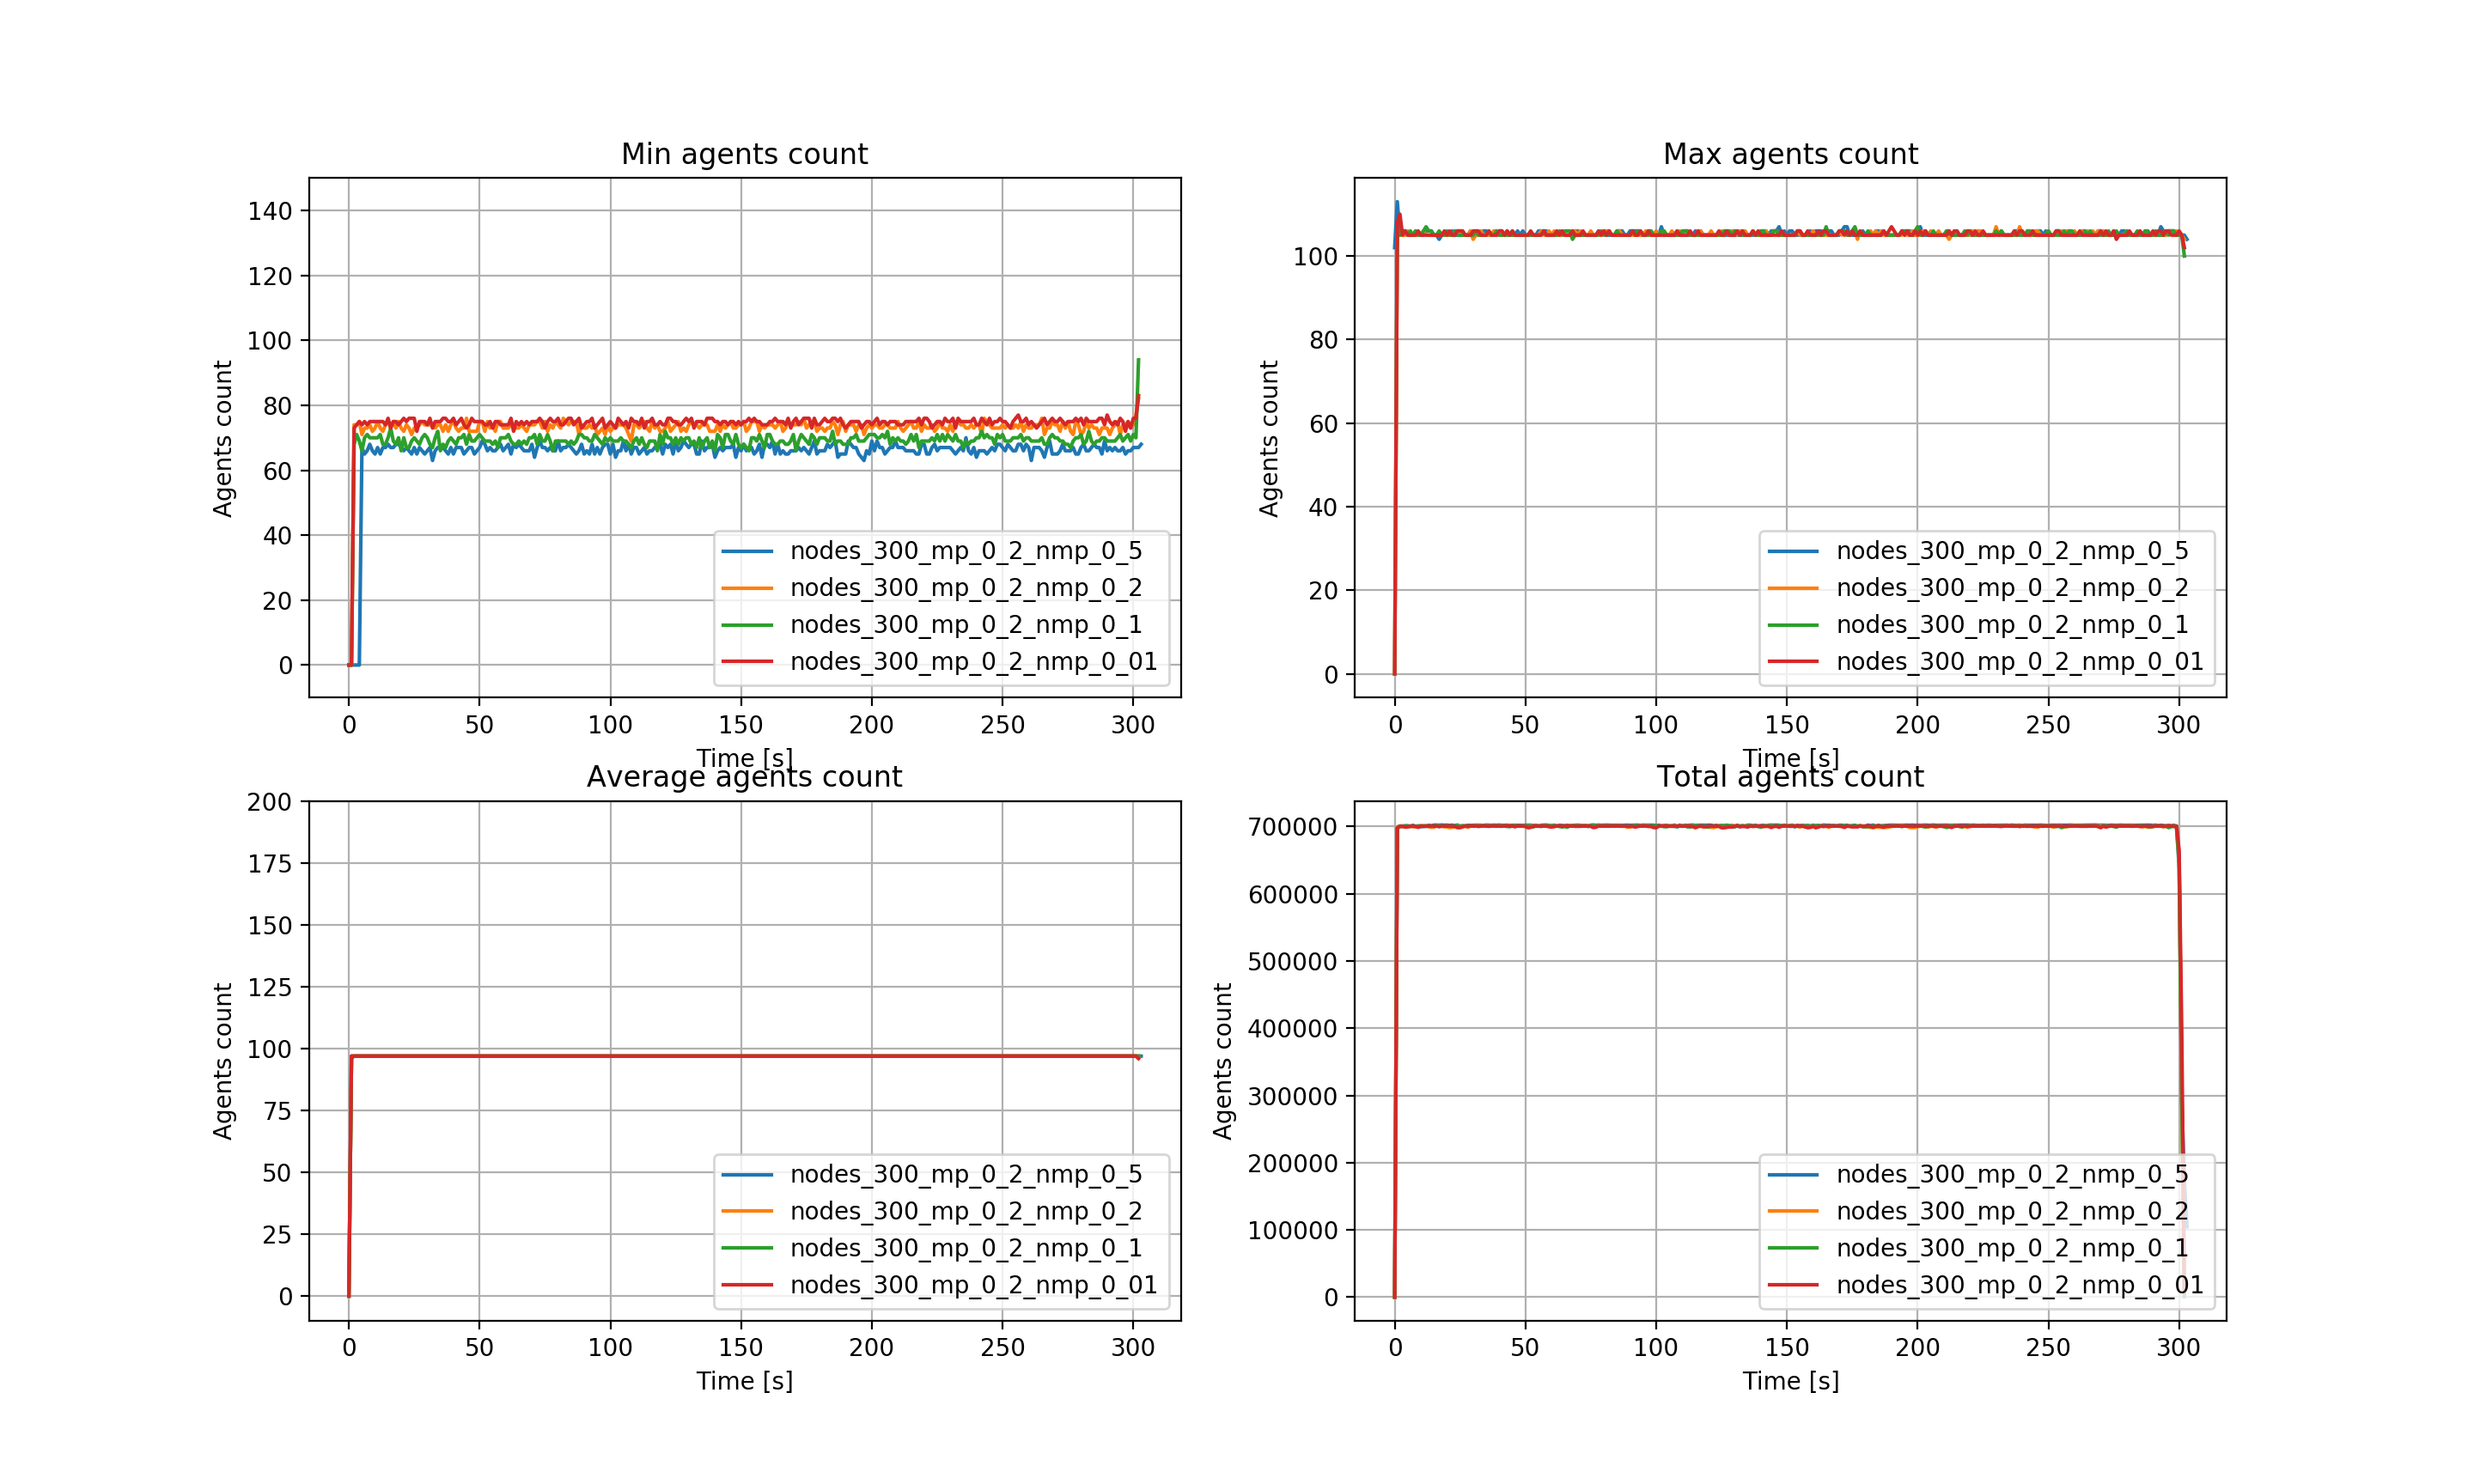 Min agents count
Agents count
140
120
100
80
60
40
20
0
nodes_300_mp_0_2_nmp_0_5
nodes_300_mp_0_2_nmp_0_2
nodes_300_mp_0_2_nmp_0_1
nodes_300_mp_0_2_nmp_0_01
0 50 100 150 200 250 300
Time [s]
Max agents count
Agents count
100
80
60
40
20
0
nodes_300_mp_0_2_nmp_0_5
nodes_300_mp_0_2_nmp_0_2
nodes_300_mp_0_2_nmp_0_1
nodes_300_mp_0_2_nmp_0_01
0 50 100 150 200 250 300
Time [s]
Average agents count
Agents count
200
175
150
125
100
75
50
25
0
nodes_300_mp_0_2_nmp_0_5
nodes_300_mp_0_2_nmp_0_2
nodes_300_mp_0_2_nmp_0_1
nodes_300_mp_0_2_nmp_0_01
0 50 100 150 200 250 300
Time [s]
Total agents count
Agents count
700000
600000
500000
400000
300000
200000
100000
0
nodes_300_mp_0_2_nmp_0_5
nodes_300_mp_0_2_nmp_0_2
nodes_300_mp_0_2_nmp_0_1
nodes_300_mp_0_2_nmp_0_01
0 50 100 150 200 250 300
Time [s]